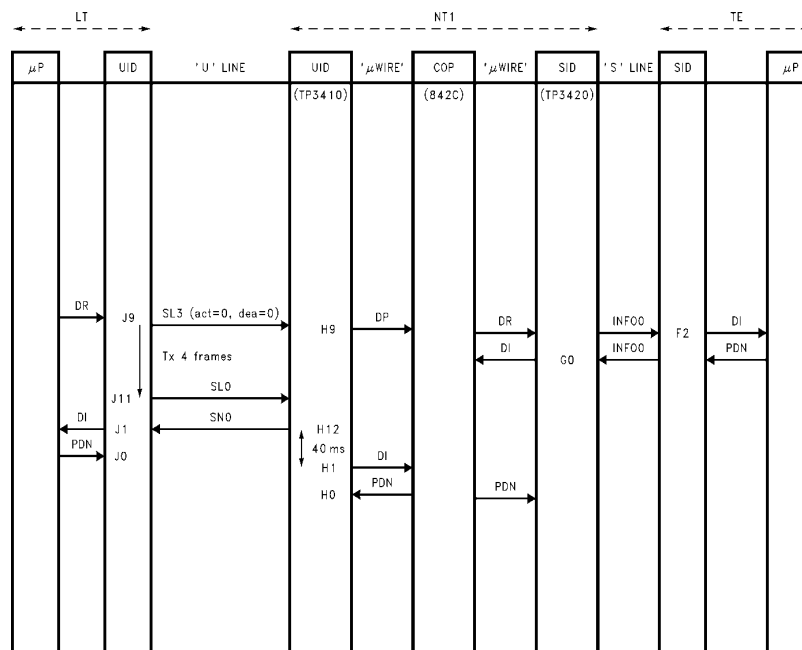 LT NT1 TE
μP UID 'U' LINE UID 'μWIRE' COP 'μWIRE' SID 'S' LINE SID μP
(TP3410) (842C) (TP3420)
DR J9 SL3 (act=0, dea=0) H9 DP DR INFO0 F2 DI
Tx 4 frames DI G0 INFO0 PDN
J11 SL0
DI J1 SN0 H12
PDN J0 40 ms
H1 DI
H0 PDN PDN